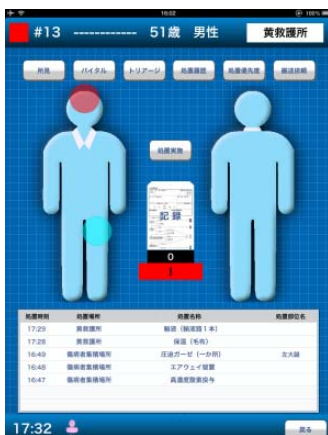 16:02
100%
#13 ------------ 51歳 男性 黄救護所
所見 バイタル トリアージ 処置履歴 処置優先度 搬送依頼
処置実施
記録
0
I
処置時刻 処置場所 処置名称 処置部位名
17:29 黄救護所 輸液（輸液路1本）
17:28 黄救護所 保温（毛布）
16:49 傷病者集積場所 圧迫ガーゼ（一か所） 左大腿
16:48 傷病者集積場所 エアウェイ留置
16:47 傷病者集積場所 高濃度酸素投与
17:32 戻る